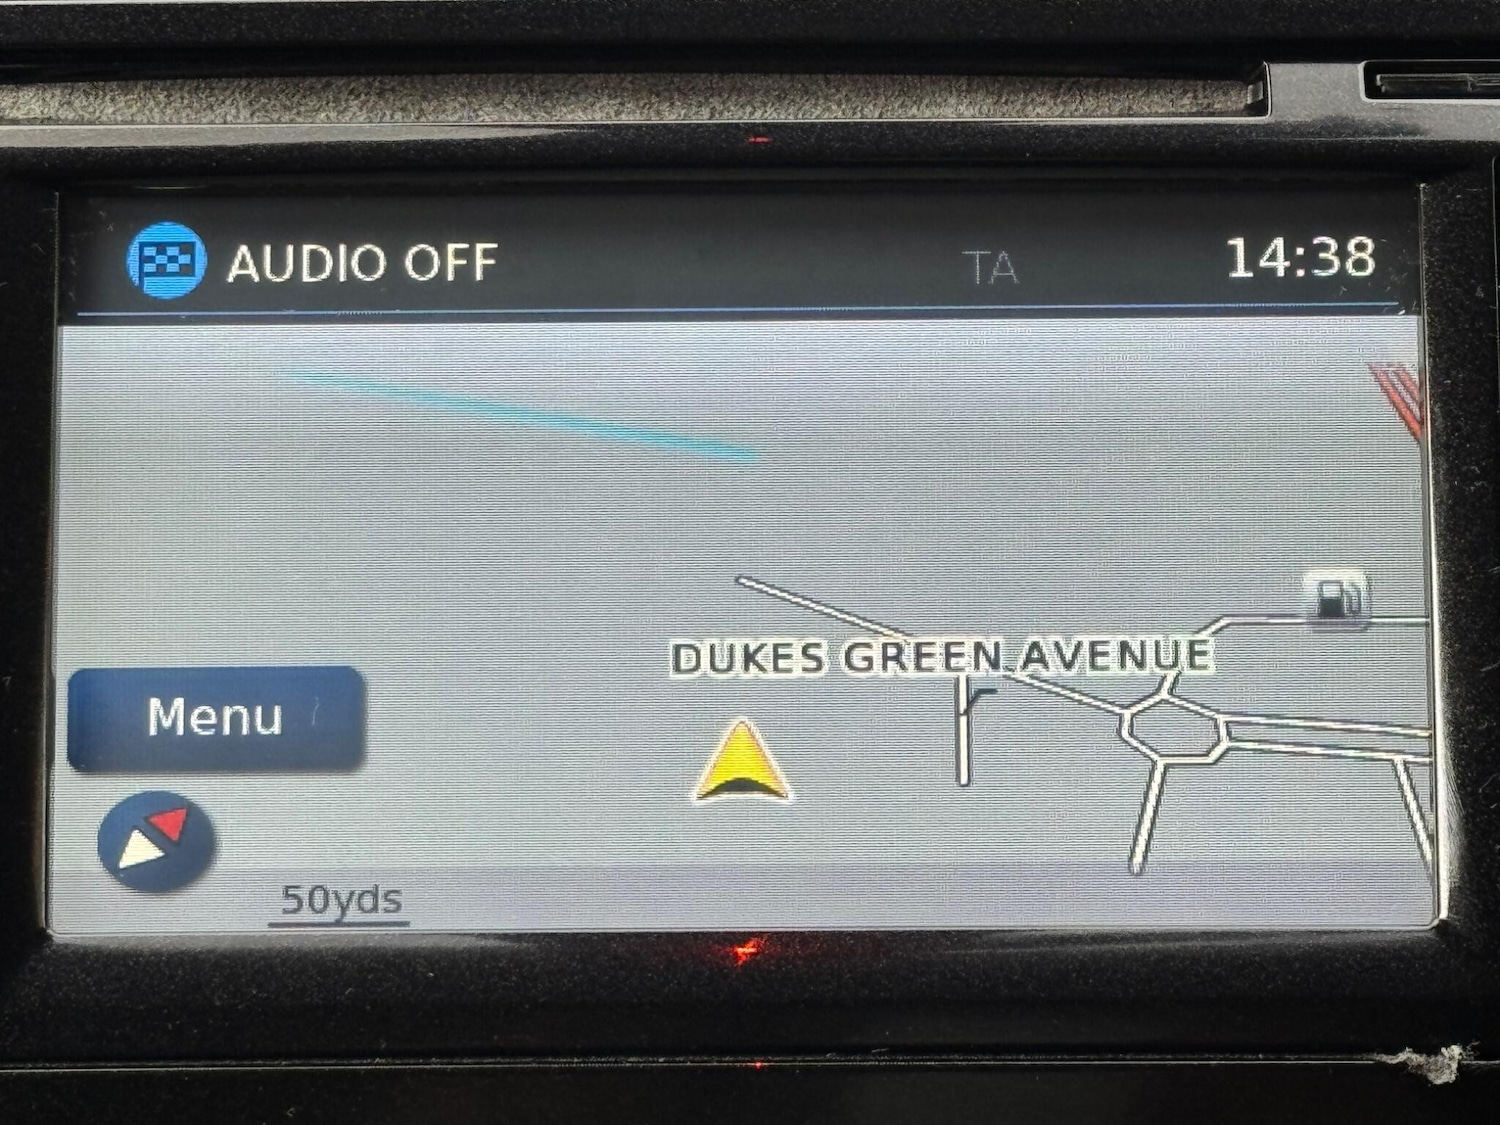 AUDIO OFF TA 14:38
DUKES GREEN AVENUE
Menu
50yds